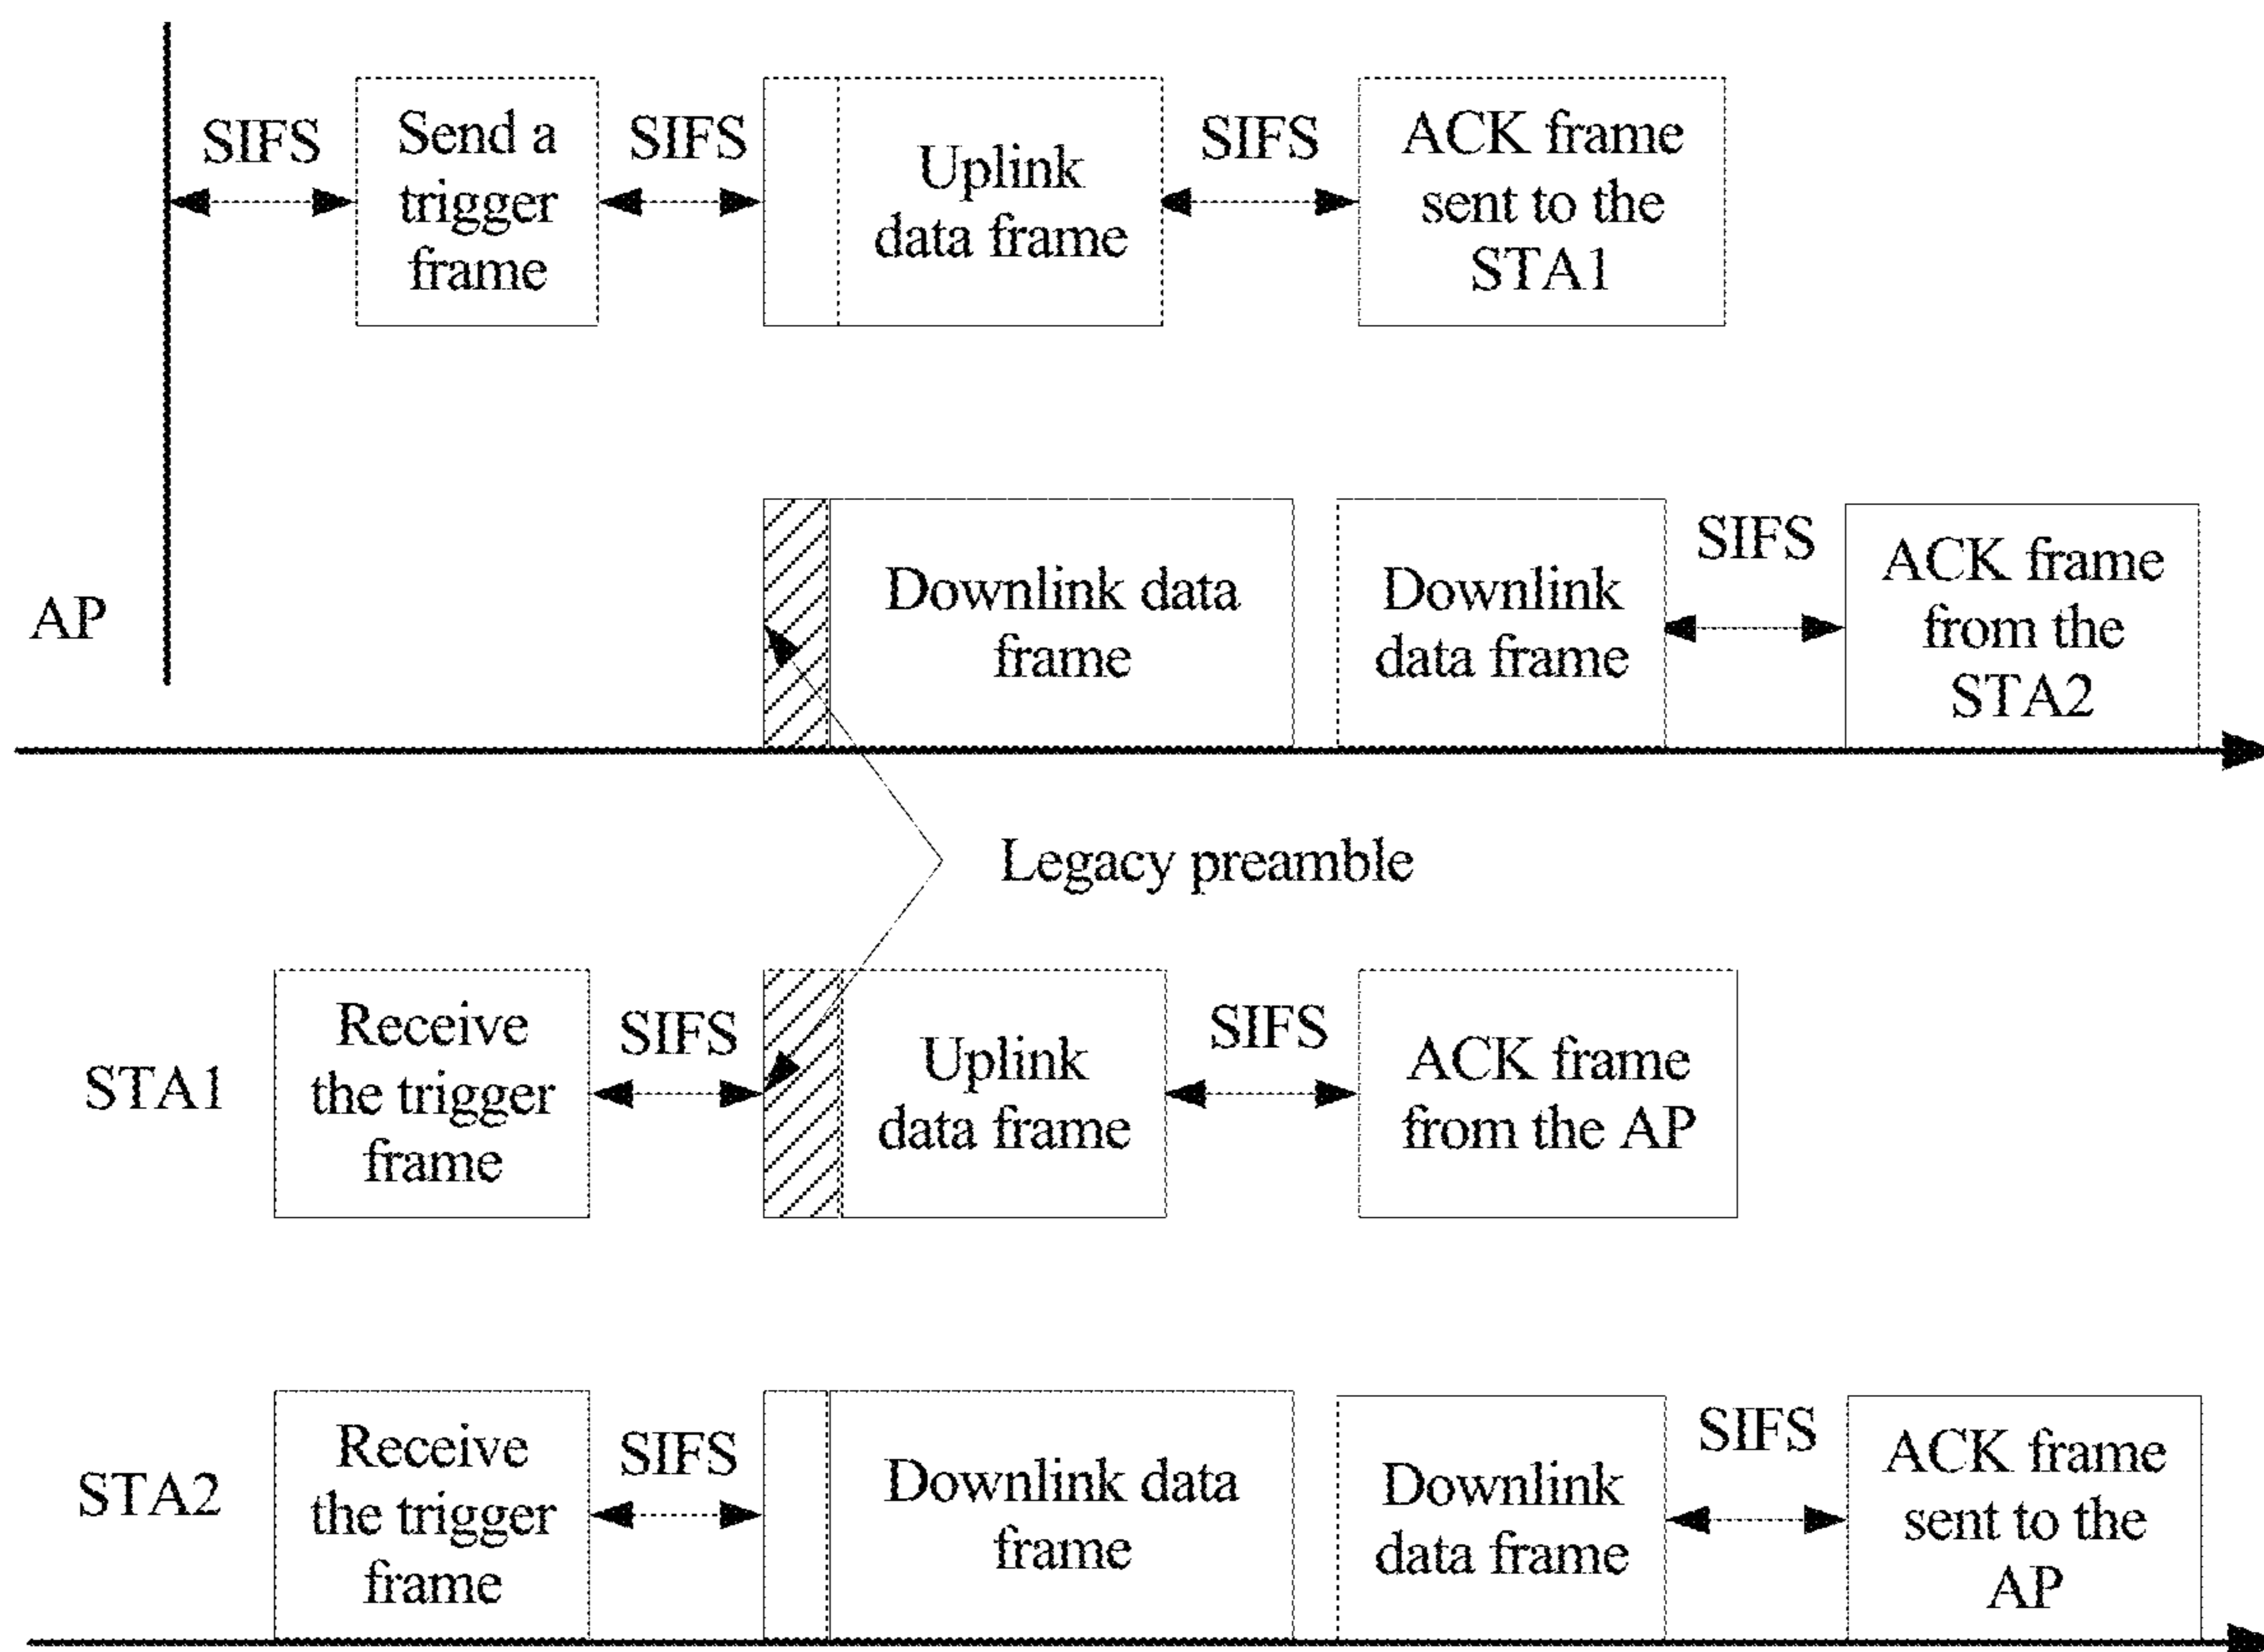 SIFS
Send a
trigger
frame
SIFS
Uplink
data frame
SIFS
ACK frame
sent to the
STA1
AP
Downlink data
frame
Downlink
data frame
SIFS
ACK frame
from the
STA2
Legacy preamble
STA1
Receive
the trigger
frame
SIFS
Uplink
data frame
SIFS
ACK frame
from the AP
STA2
Receive
the trigger
frame
SIFS
Downlink data
frame
Downlink
data frame
SIFS
ACK frame
sent to the
AP